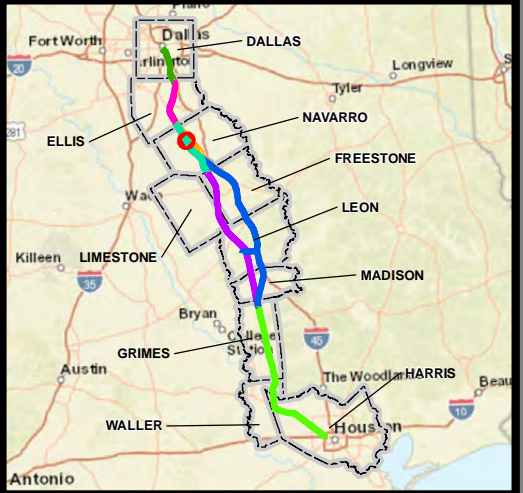 Plano
Dallas
DALLAS
Fort Worth
Arlington
Longview
20
Tyler
281
NAVARRO
ELLIS
FREESTONE
LEON
LIMESTONE
Killeen
35
MADISON
Bryan
College
Station
45
GRIMES
Austin
The Woodlan
HARRIS
Beau
10
WALLER
Houston
Antonio